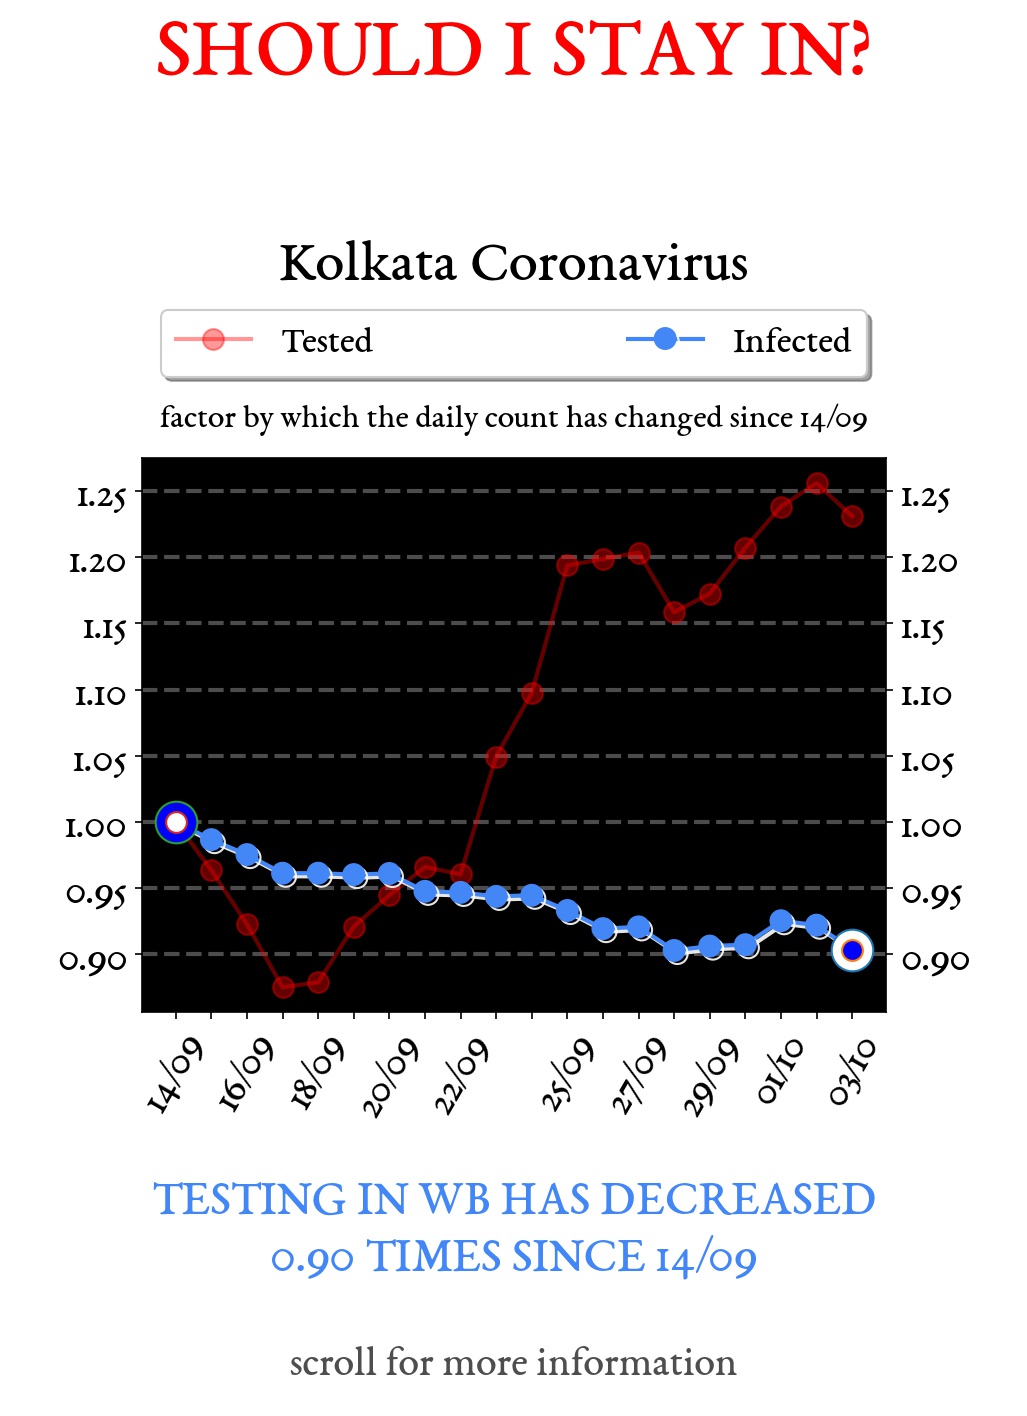 SHOULD I STAY IN?
Kolkata Coronavirus
Tested Infected
factor by which the daily count has changed since 14/09
1.25 1.25
1.20 1.20
1.15 1.15
1.10 1.10
1.05 1.05
1.00 1.00
0.95 0.95
0.90 0.90
14/09 16/09 18/09 20/09 22/09 25/09 27/09 29/09 01/10 03/10
TESTING IN WB HAS DECREASED
0.90 TIMES SINCE 14/09
scroll for more information